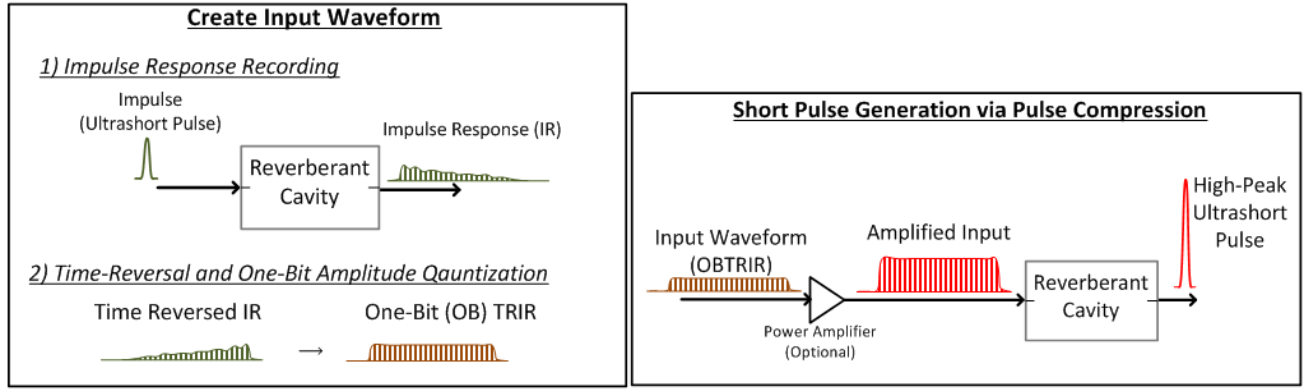 Create Input Waveform
1) Impulse Response Recording
Impulse
(Ultrashort Pulse)
Impulse Response (IR)
Reverberant
Cavity
2) Time-Reversal and One-Bit Amplitude Qauntization
Time Reversed IR
→
One-Bit (OB) TRIR
Short Pulse Generation via Pulse Compression
Input Waveform
(OBTRIR)
Amplified Input
Power Amplifier
(Optional)
Reverberant
Cavity
High-Peak
Ultrashort
Pulse